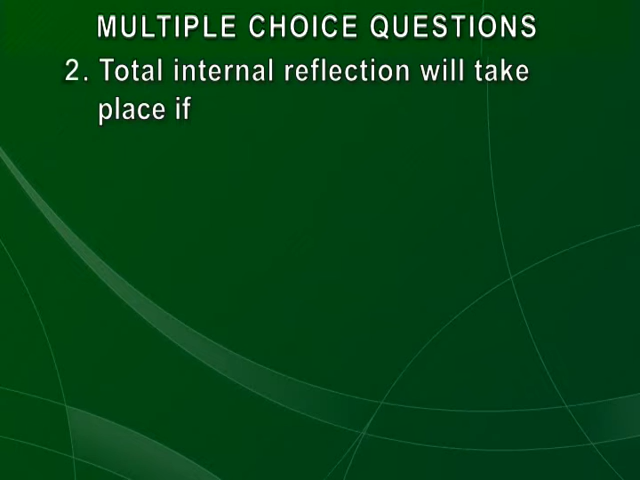 MULTIPLE CHOICE QUESTIONS
2. Total internal reflection will take
place if